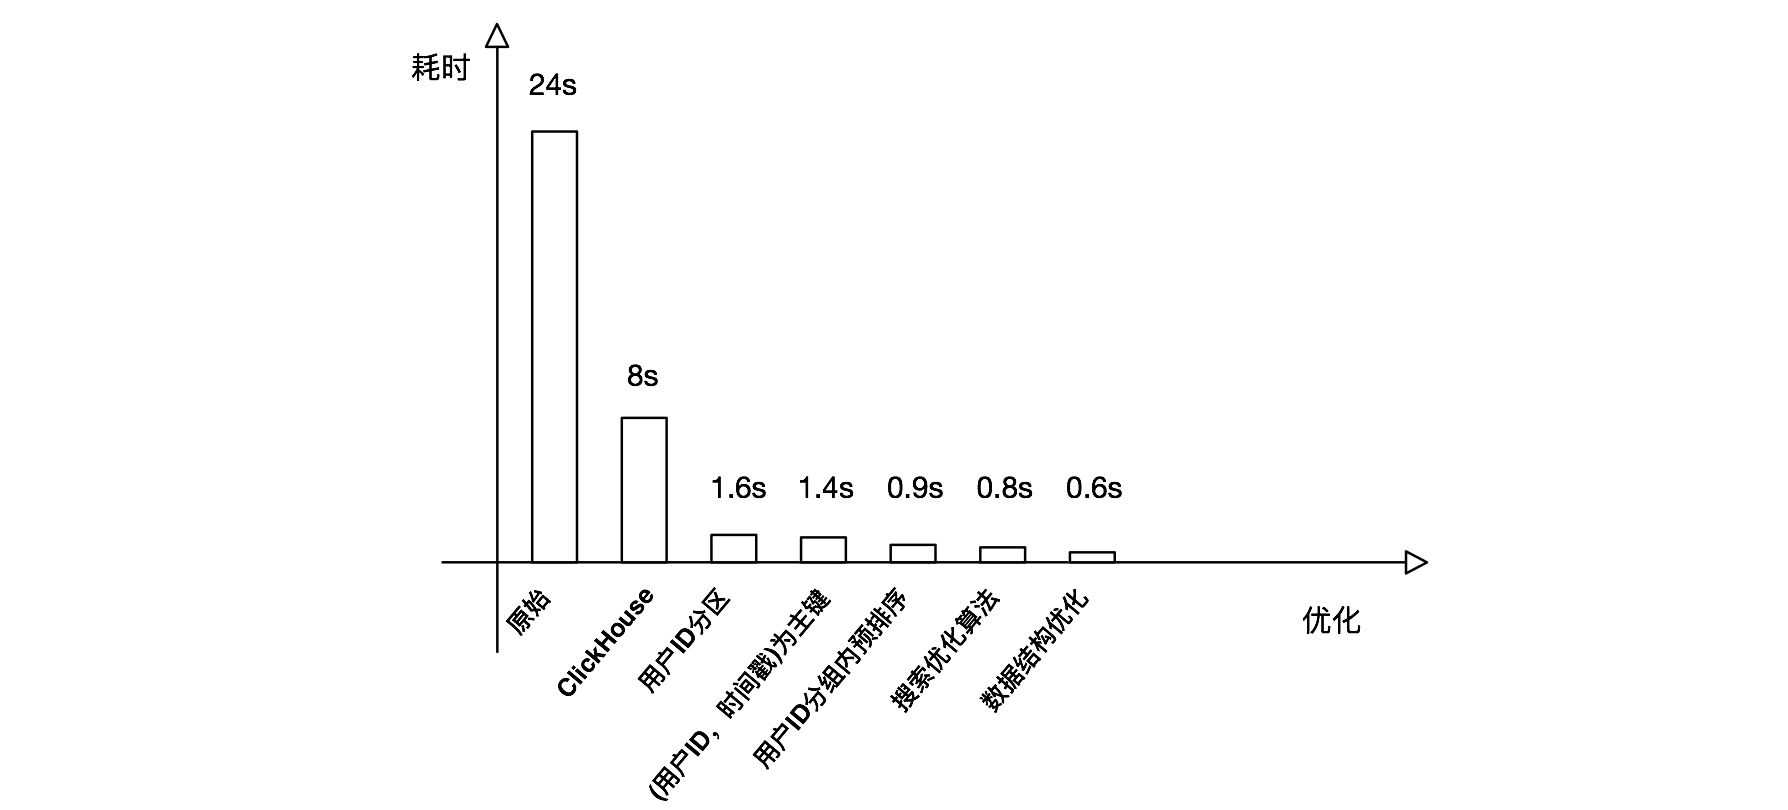 耗时
24s
8s
1.6s
1.4s
0.9s
0.8s
0.6s
原始
ClickHouse
用户ID分区
(用户ID，时间戳)为主键
用户ID分组内预排序
搜索优化算法
数据结构优化
优化